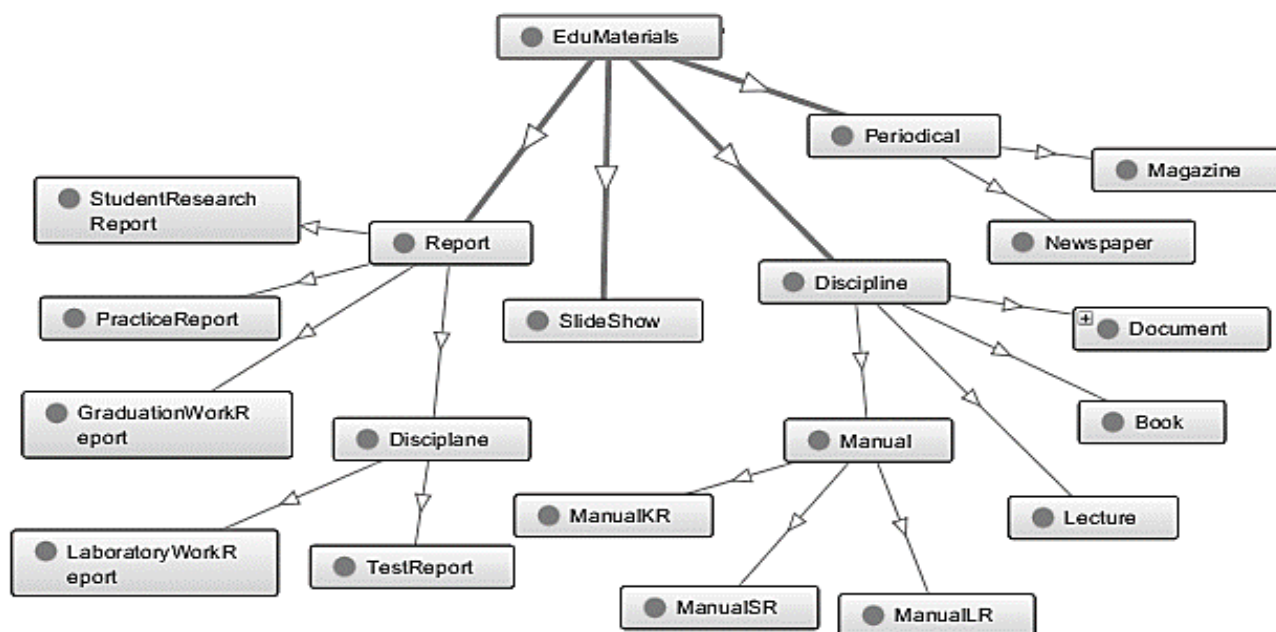 EduMaterials
Periodical
Magazine
StudentResearch
Report
Report
Newspaper
Discipline
PracticeReport
SlideShow
Document
GraduationWorkR
eport
Disciplane
Manual
Book
ManualKR
Lecture
LaboratoryWorkR
eport
TestReport
ManualSR
ManualLR